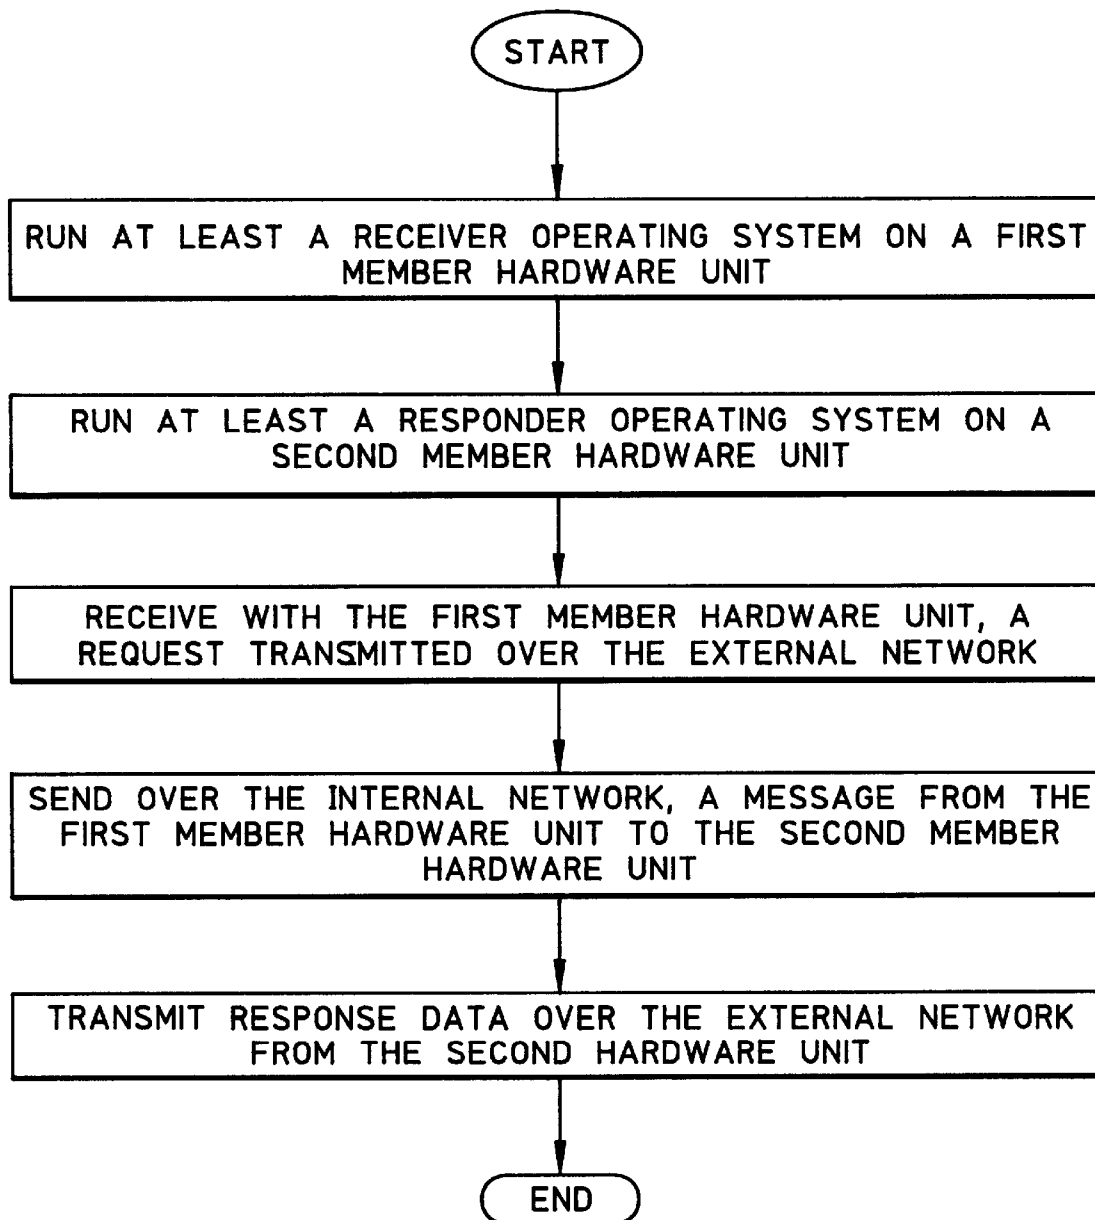 START
RUN AT LEAST A RECEIVER OPERATING SYSTEM ON A FIRST
MEMBER HARDWARE UNIT
RUN AT LEAST A RESPONDER OPERATING SYSTEM ON A
SECOND MEMBER HARDWARE UNIT
RECEIVE WITH THE FIRST MEMBER HARDWARE UNIT, A
REQUEST TRANSMITTED OVER THE EXTERNAL NETWORK
SEND OVER THE INTERNAL NETWORK, A MESSAGE FROM THE
FIRST MEMBER HARDWARE UNIT TO THE SECOND MEMBER
HARDWARE UNIT
TRANSMIT RESPONSE DATA OVER THE EXTERNAL NETWORK
FROM THE SECOND HARDWARE UNIT
END